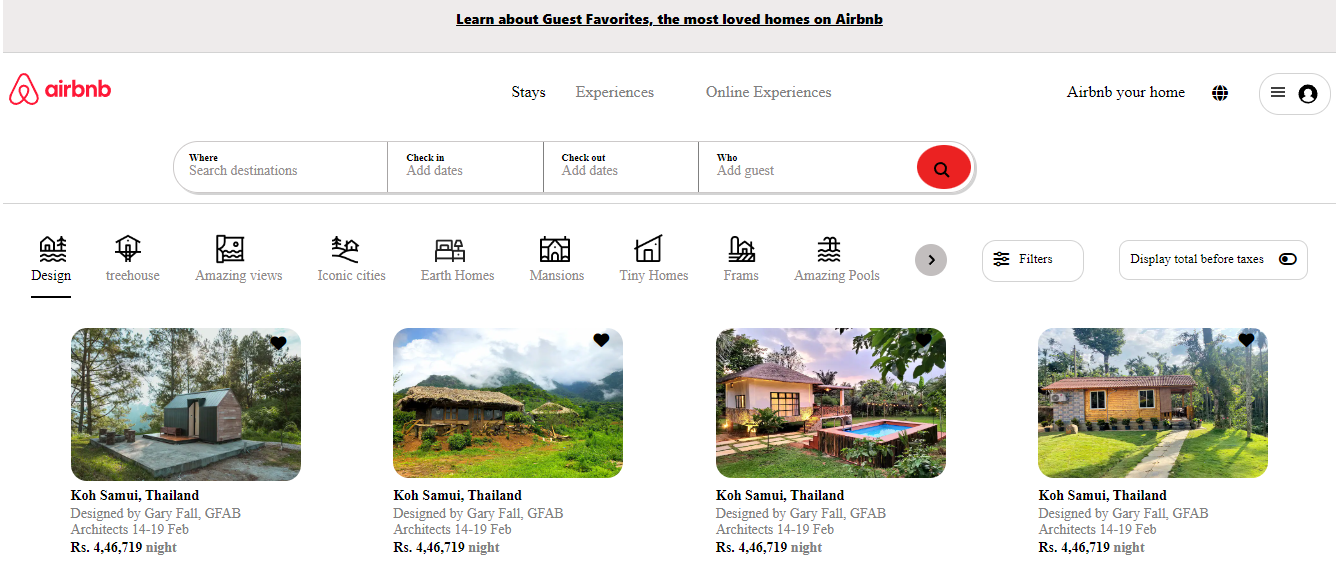 Learn about Guest Favorites, the most loved homes on Airbnb
airbnb
Stays Experiences Online Experiences Airbnb your home
Where Check in Check out Who
Search destinations Add dates Add dates Add guest
Design treehouse Amazing views Iconic cities Earth Homes Mansions Tiny Homes Frams Amazing Pools
Filters
Display total before taxes
Koh Samui, Thailand
Designed by Gary Fall, GFAB
Architects 14-19 Feb
Rs. 4,46,719 night
Koh Samui, Thailand
Designed by Gary Fall, GFAB
Architects 14-19 Feb
Rs. 4,46,719 night
Koh Samui, Thailand
Designed by Gary Fall, GFAB
Architects 14-19 Feb
Rs. 4,46,719 night
Koh Samui, Thailand
Designed by Gary Fall, GFAB
Architects 14-19 Feb
Rs. 4,46,719 night